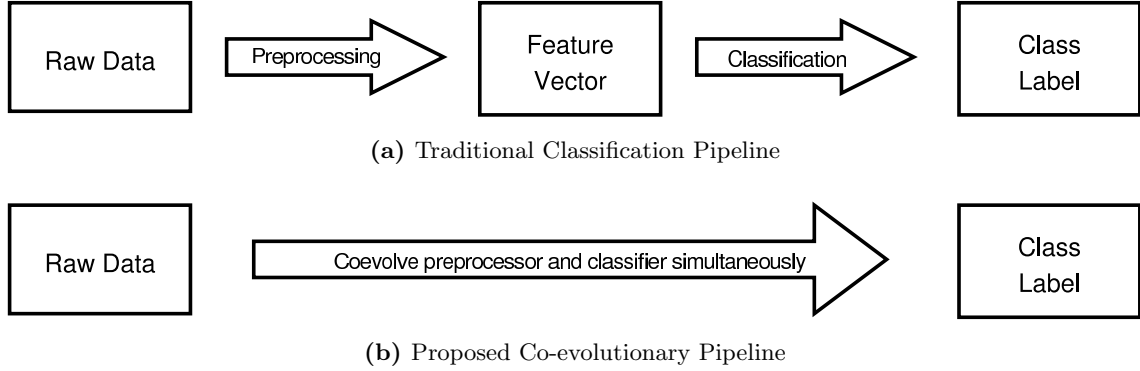 Raw Data
Preprocessing
Feature
Vector
Classification
Class
Label
(a) Traditional Classification Pipeline
Raw Data
Coevolve preprocessor and classifier simultaneously
Class
Label
(b) Proposed Co-evolutionary Pipeline